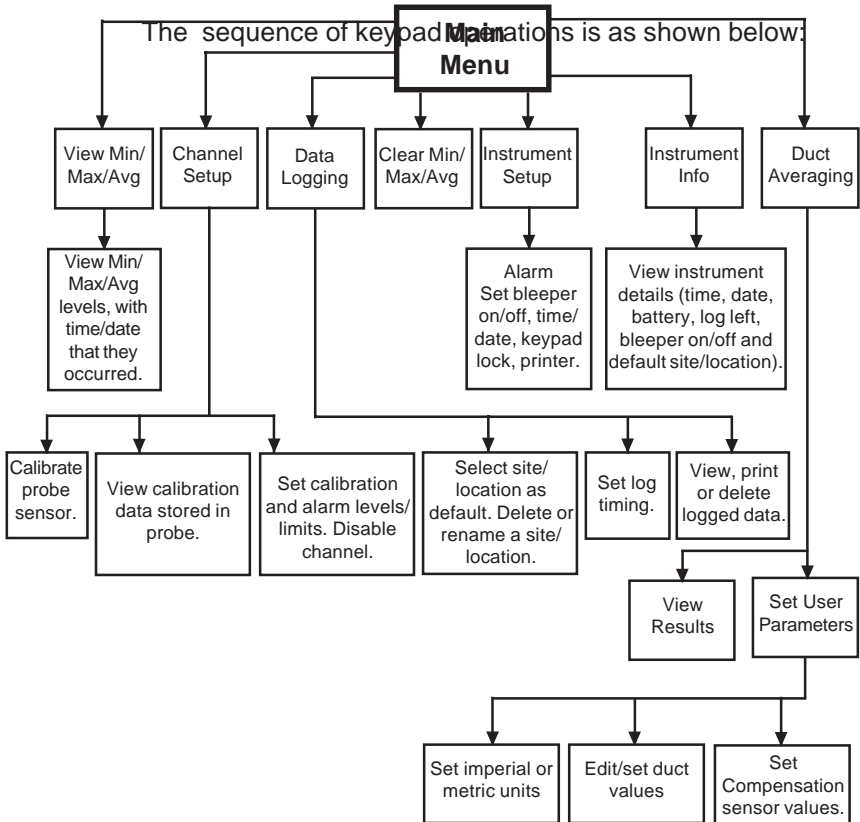 The sequence of keypad operations is as shown below:
Main
Menu
View Min/
Max/Avg
Channel
Setup
Data
Logging
Clear Min/
Max/Avg
Instrument
Setup
Instrument
Info
Duct
Averaging
View Min/
Max/Avg
levels, with
time/date
that they
occurred.
Alarm
Set bleeper
on/off, time/
date, keypad
lock, printer.
View instrument
details (time, date,
battery, log left,
bleeper on/off and
default site/location).
Calibrate
probe
sensor.
View calibration
data stored in
probe.
Set calibration
and alarm levels/
limits. Disable
channel.
Select site/
location as
default. Delete or
rename a site/
location.
Set log
timing.
View, print
or delete
logged data.
View
Results
Set User
Parameters
Set imperial or
metric units
Edit/set duct
values
Set
Compensation
sensor values.